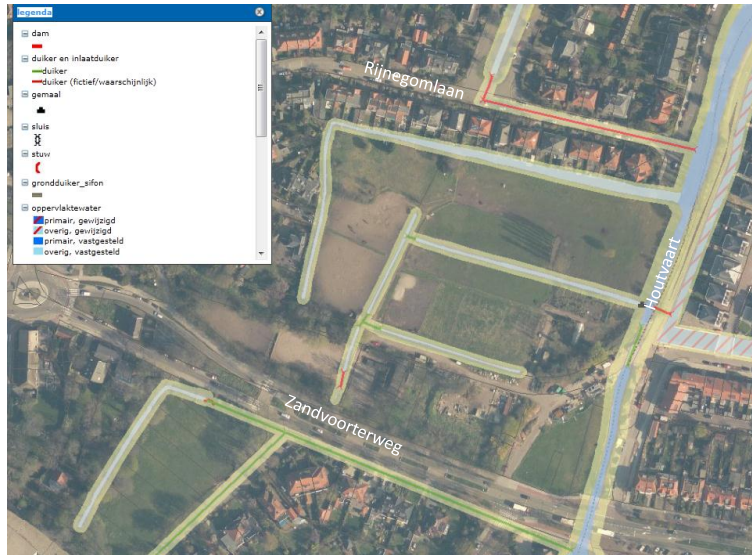 legenda
dam
duiker en inlaatduiker
duiker
duiker (fictief/waarschijnlijk)
gemaal
sluis
stuw
grondduiker_sifon
oppervlaktewater
primair, gewijzigd
overig, gewijzigd
primair, vastgesteld
overig, vastgesteld
Rijnegomlaan
Houtvaart
Zandvoorterweg